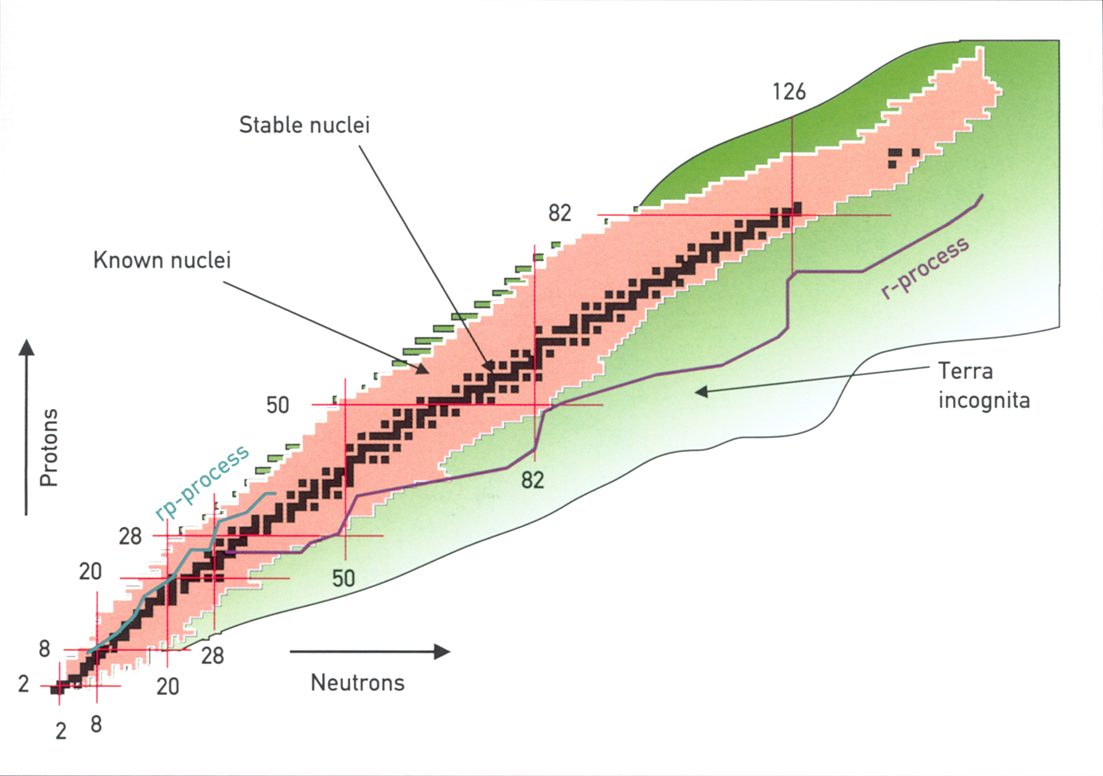 126
Stable nuclei
82
Known nuclei
r-process
Terra
incognita
50
Protons
rp-process
82
28
20
50
8
28
Neutrons
2
20
2
8